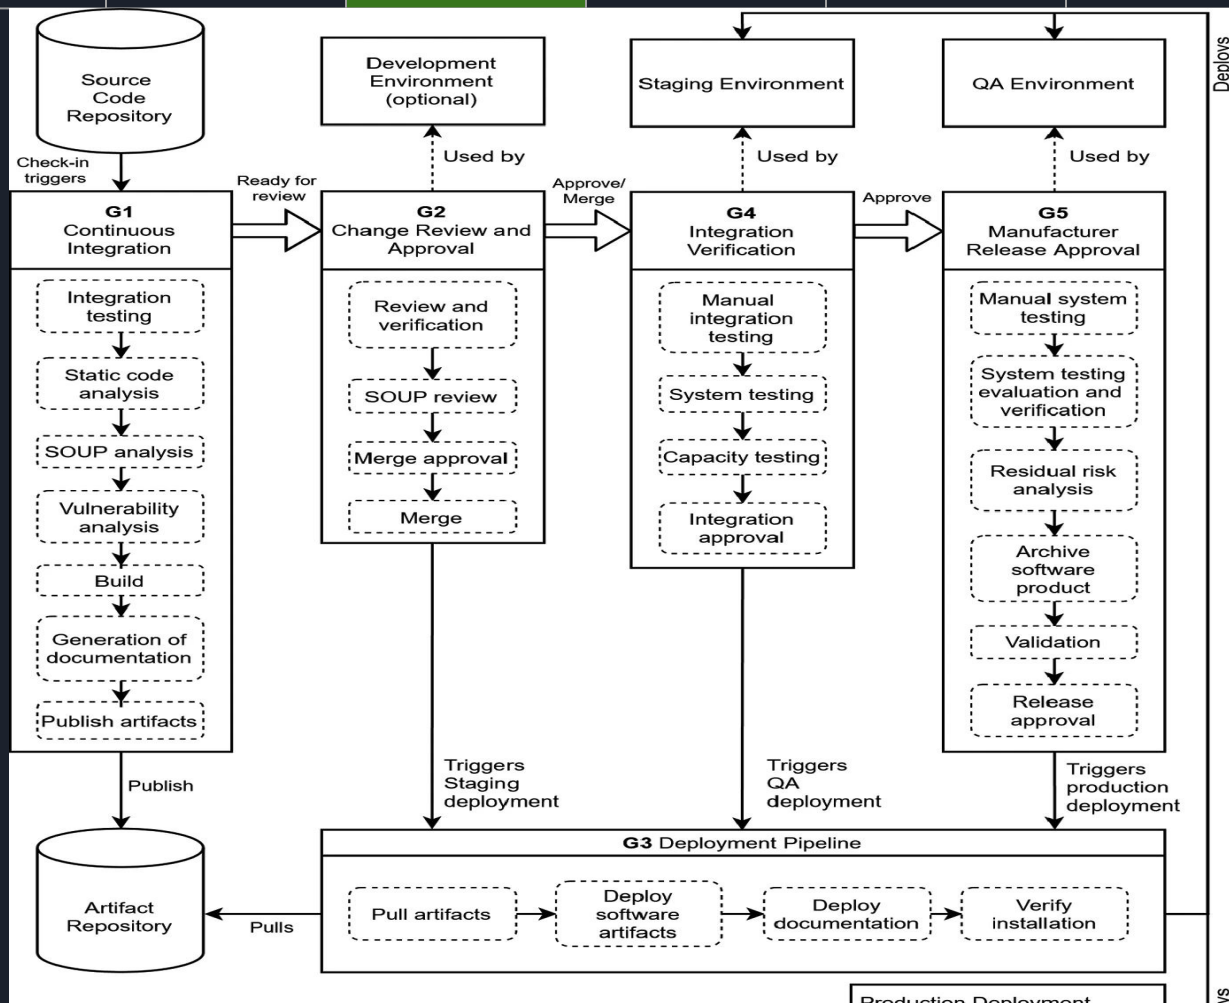 Source
Code
Repository
Development
Environment
(optional)
Staging Environment
QA Environment
Deploys
Check-in
triggers
Used by
Used by
Used by
Ready for
review
Approve/
Merge
Approve
G1
Continuous
Integration
Integration
testing
Static code
analysis
SOUP analysis
Vulnerability
analysis
Build
Generation of
documentation
Publish artifacts
G2
Change Review and
Approval
Review and
verification
SOUP review
Merge approval
Merge
G4
Integration
Verification
Manual
integration
testing
System testing
Capacity testing
Integration
approval
G5
Manufacturer
Release Approval
Manual system
testing
System testing
evaluation and
verification
Residual risk
analysis
Archive
software
product
Validation
Release
approval
Publish
Triggers
Staging
deployment
Triggers
QA
deployment
Triggers
production
deployment
Artifact
Repository
Pulls
G3 Deployment Pipeline
Pull artifacts
Deploy
software
artifacts
Deploy
documentation
Verify
installation
Production Deployment